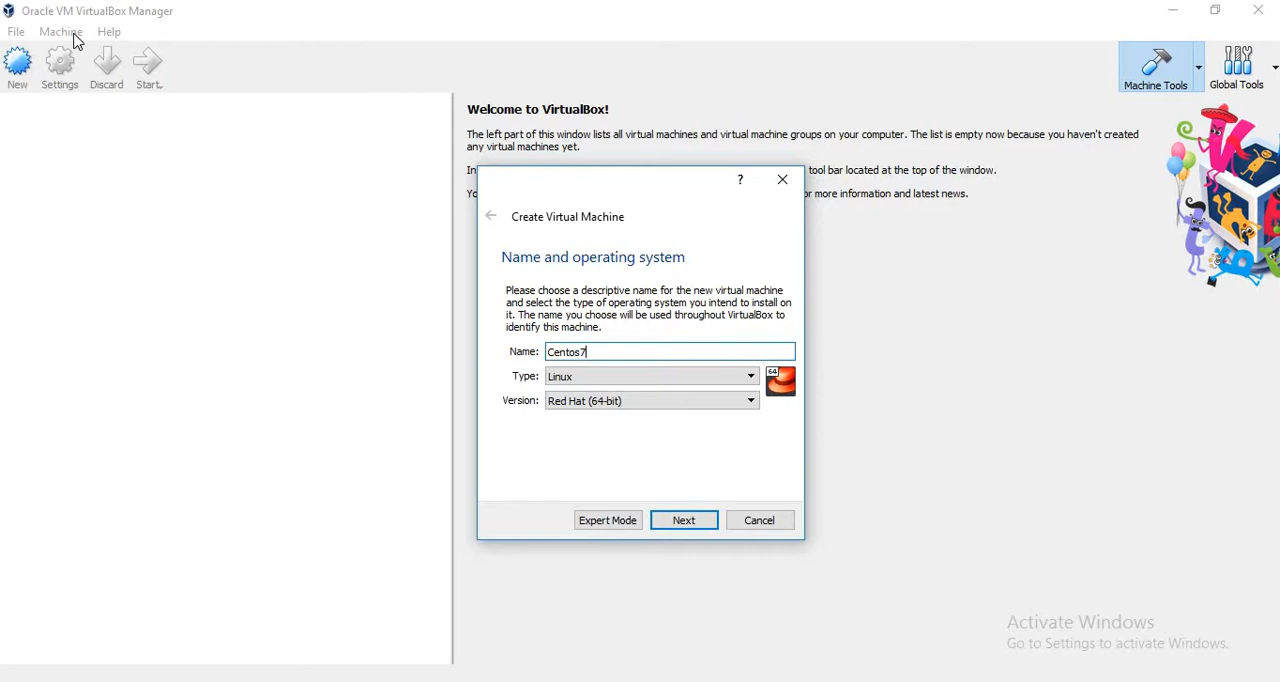 Oracle VM VirtualBox Manager
File Machine Help
New Settings Discard Start
Machine Tools Global Tools
Welcome to VirtualBox!
The left part of this window lists all virtual machines and virtual machine groups on your computer. The list is empty now because you haven't created
any virtual machines yet.
In tool bar located at the top of the window.
or more information and latest news.
?
Create Virtual Machine
Name and operating system
Please choose a descriptive name for the new virtual machine
and select the type of operating system you intend to install on
it. The name you choose will be used throughout VirtualBox to
identify this machine.
Name: Centos7
Type: Linux
64
Version: Red Hat (64-bit)
Expert Mode Next Cancel
Activate Windows
Go to Settings to activate Windows.